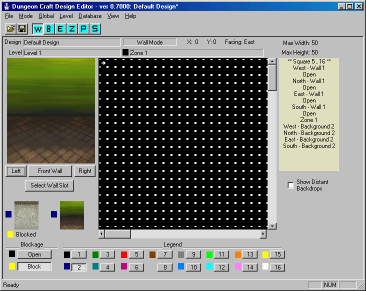 Dungeon Craft Design Editor - ver 0.7000: Default Design*
File Mode Global Level Database View Help
W B E Z P S
Design Default Design Wall Mode X: 0 Y: 0 Facing: East Max Width: 50
Level Level 1 Zone 1 Max Height: 50
** Square 5 , 16 **
West - Wall 1
Open
North - Wall 1
Open
East - Wall 1
Open
South - Wall 1
Open
Zone 1
West - Background 2
North - Background 2
East - Background 2
South - Background 2
Left Front Wall Right
Select Wall Slot
Show Distant
Backdrops
Blocked
Blockage Legend
Open 1 3 5 7 9 11 13 15
Block 2 4 6 8 10 12 14 16
Ready NUM